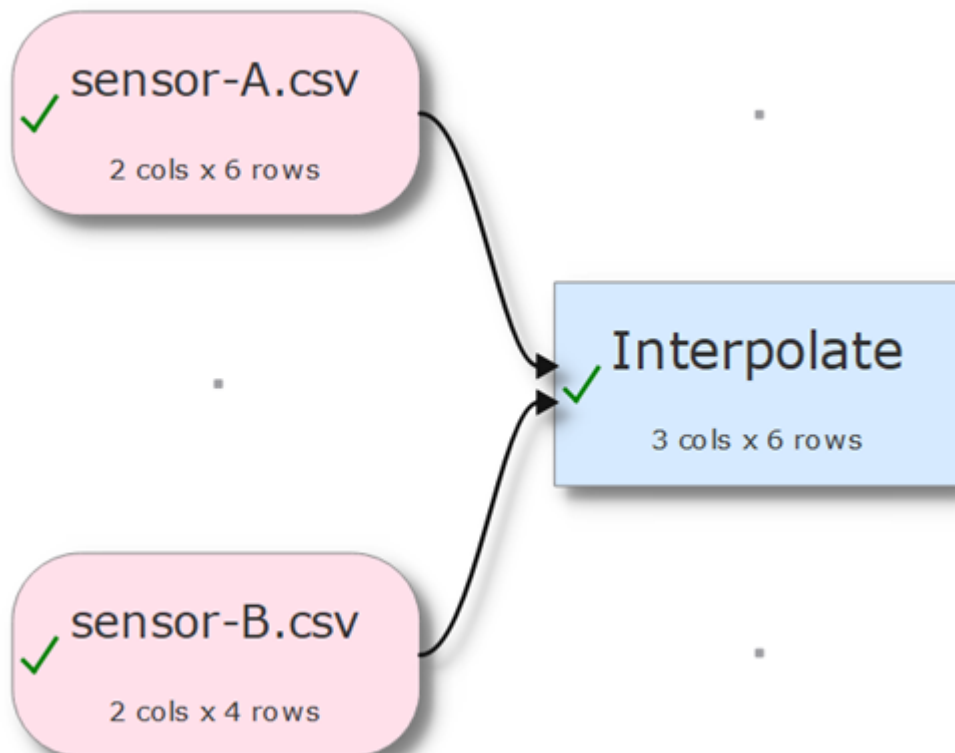 sensor-A.csv
2 cols x 6 rows
Interpolate
3 cols x 6 rows
sensor-B.csv
2 cols x 4 rows